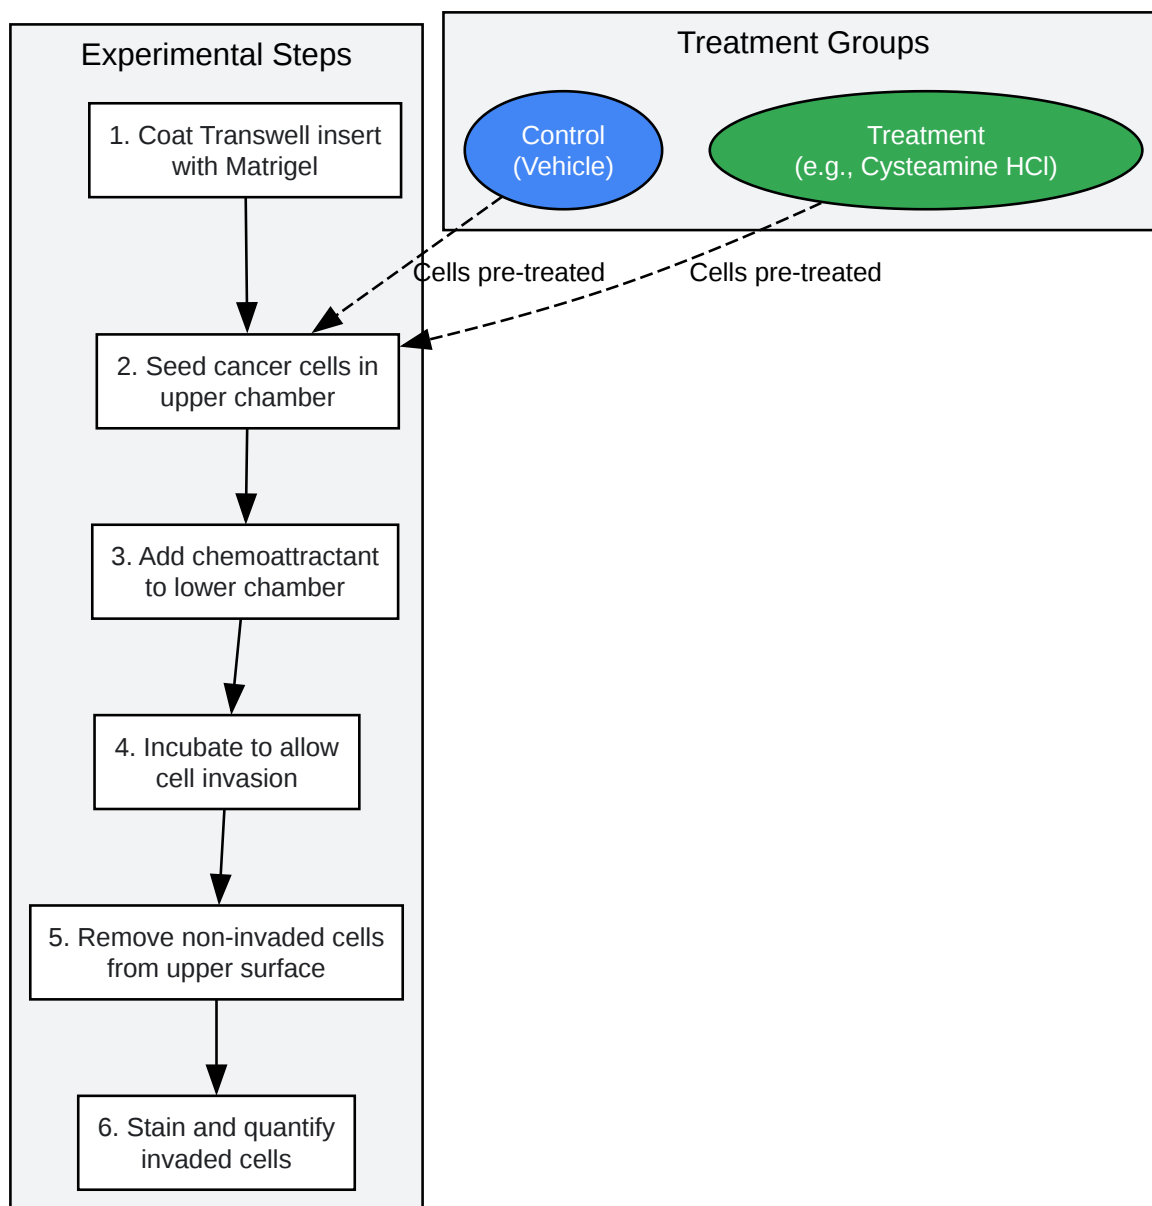 Experimental Steps
1. Coat Transwell insert
with Matrigel
2. Seed cancer cells in
upper chamber
3. Add chemoattractant
to lower chamber
4. Incubate to allow
cell invasion
5. Remove non-invaded cells
from upper surface
6. Stain and quantify
invaded cells
Treatment Groups
Control
(Vehicle)
Treatment
(e.g., Cysteamine HCl)
Cells pre-treated
Cells pre-treated